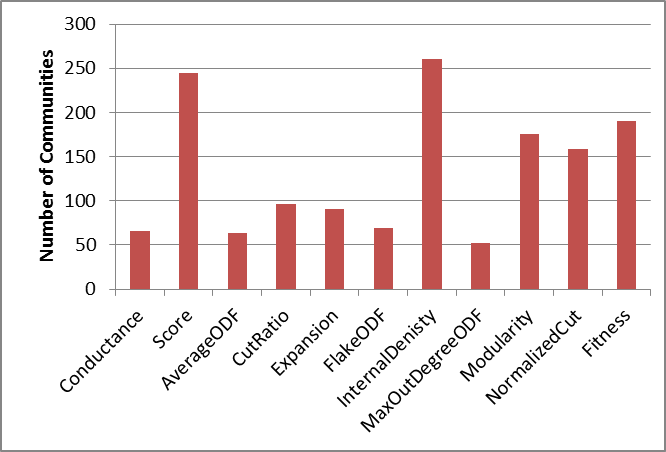 Number of Communities
300
250
200
150
100
50
0
Conductance
Score
AverageODF
CutRatio
Expansion
FlakeODF
InternalDenisty
MaxOutDegreeODF
Modularity
NormalizedCut
Fitness